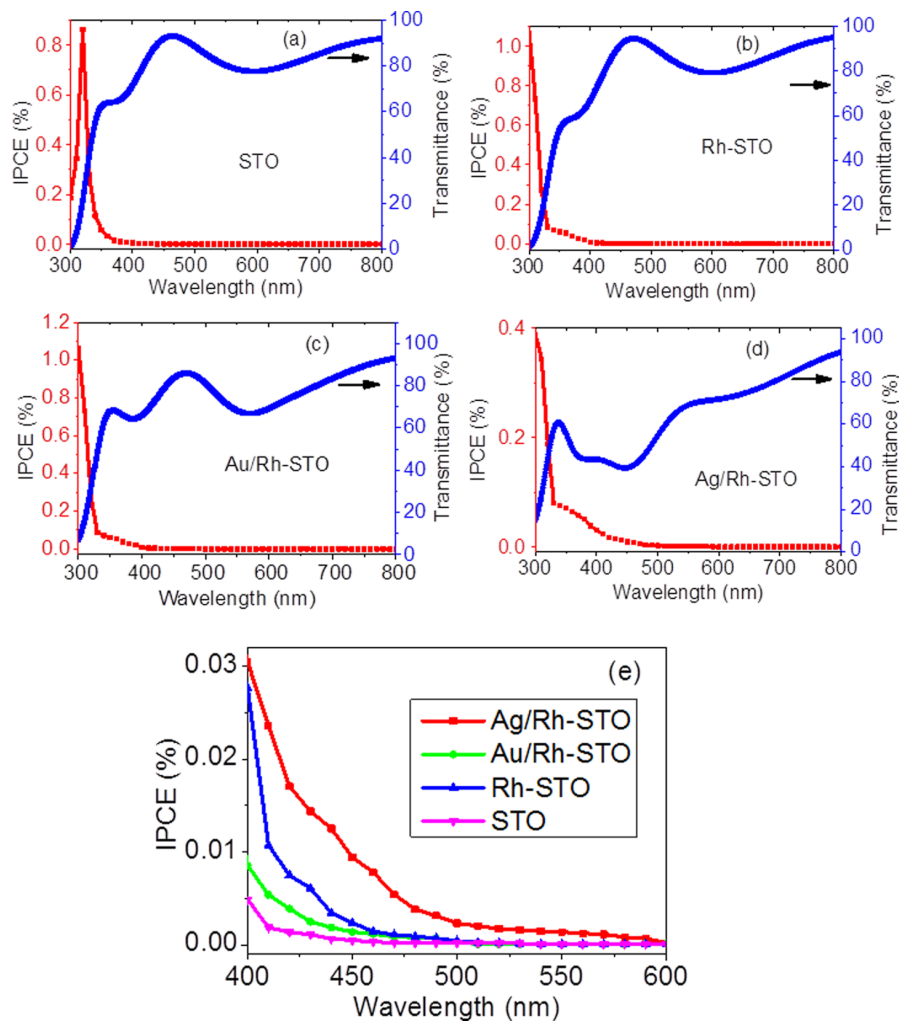 (a)
STO
IPCE (%)
0.8
0.6
0.4
0.2
0.0
Transmittance (%)
100
80
60
40
20
0
300 400 500 600 700 800
Wavelength (nm)
(b)
Rh-STO
IPCE (%)
1.0
0.8
0.6
0.4
0.2
0.0
Transmittance (%)
100
80
60
40
20
0
300 400 500 600 700 800
Wavelength (nm)
(c)
Au/Rh-STO
IPCE (%)
1.2
1.0
0.8
0.6
0.4
0.2
0.0
Transmittance (%)
100
80
60
40
20
0
300 400 500 600 700 800
Wavelength (nm)
(d)
Ag/Rh-STO
IPCE (%)
0.4
0.2
0.0
Transmittance (%)
100
80
60
40
20
0
300 400 500 600 700 800
Wavelength (nm)
(e)
Ag/Rh-STO
Au/Rh-STO
Rh-STO
STO
IPCE (%)
0.03
0.02
0.01
0.00
400 450 500 550 600
Wavelength (nm)